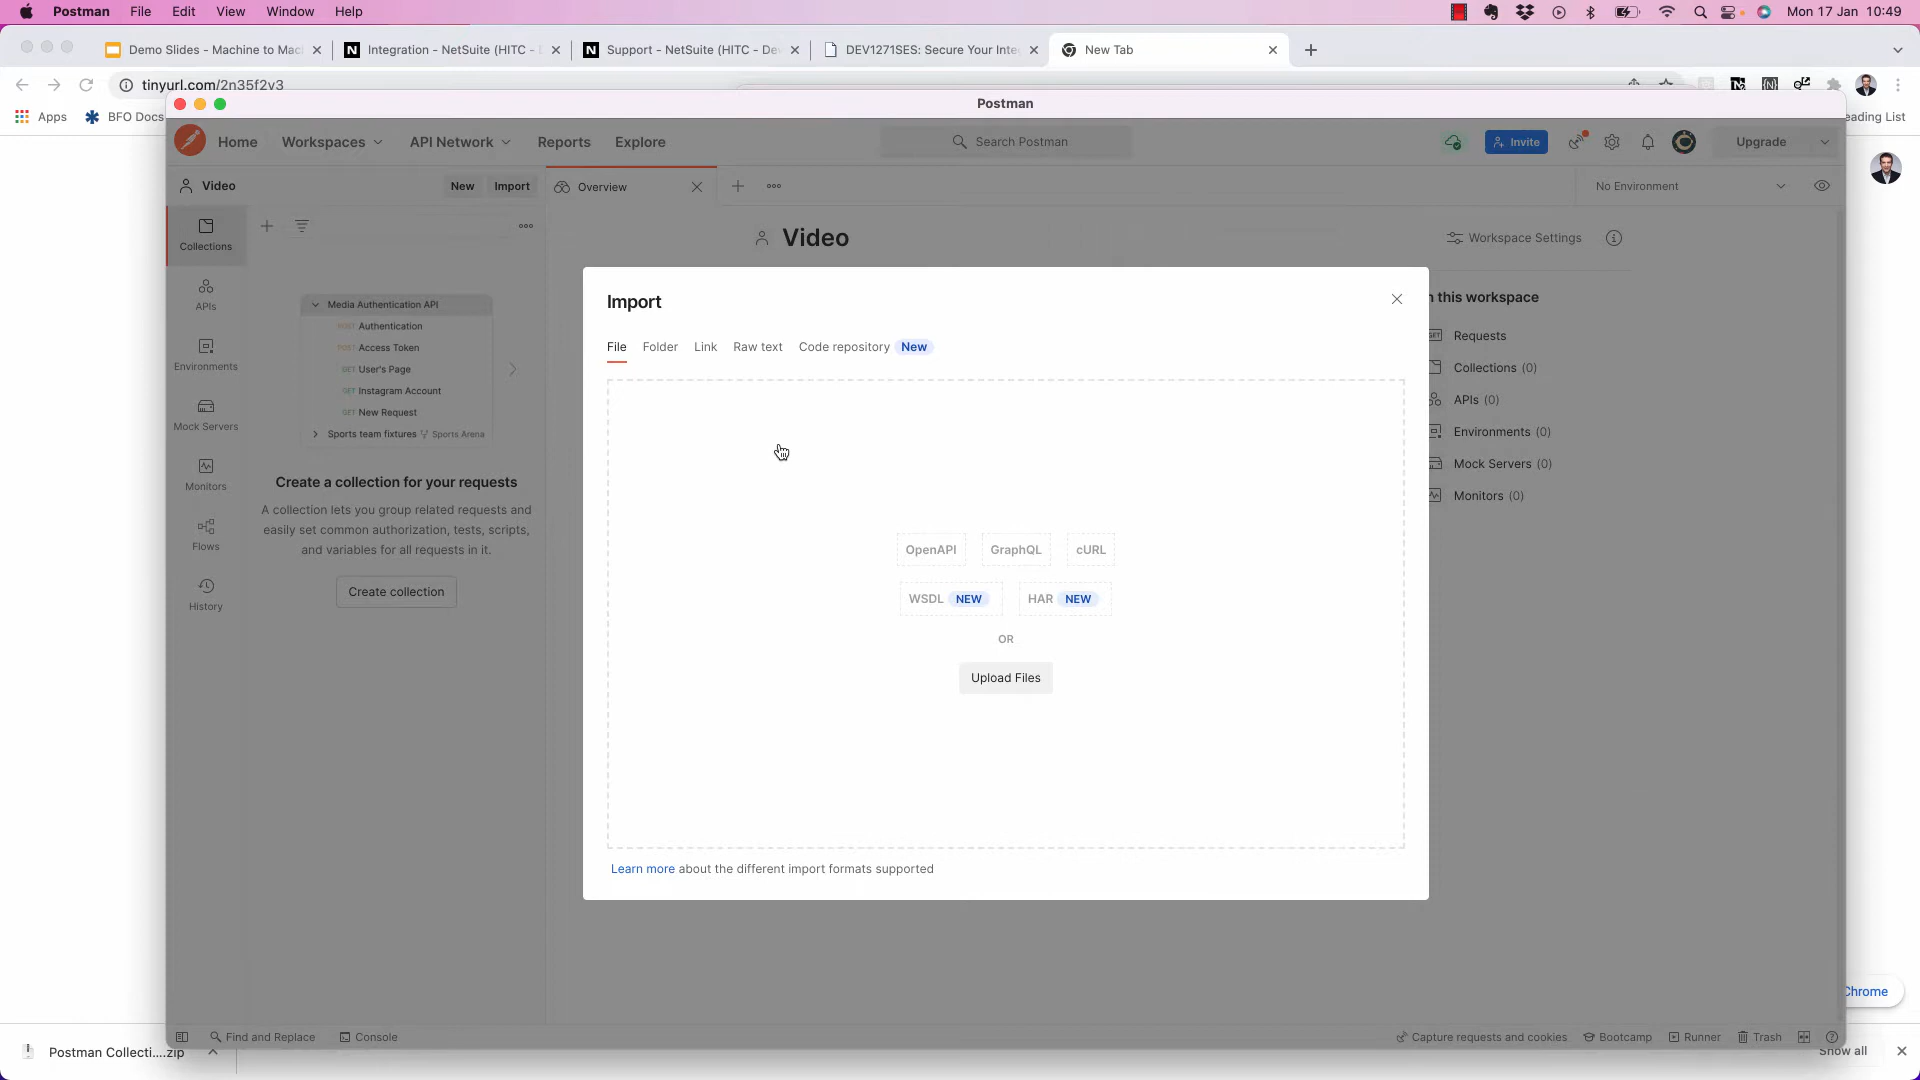 Postman File Edit View Window Help Mon 17 Jan 10:49
Demo Slides - Machine to Mac
Integration - NetSuite (HITC -
Support - NetSuite (HITC - De
DEV1271SES: Secure Your Inte
New Tab
tinyurl.com/2n35f2y3
Apps BFO Docs eading List
Postman
Home Workspaces API Network Reports Explore Search Postman Invite Upgrade
Video New Import Overview No Environment
Collections
APIs
Environments
Mock Servers
Monitors
Flows
History
Media Authentication API
POST Authentication
POST Access Token
GET User's Page
GET Instagram Account
GET New Request
Sports team fixtures Sports Arena
Create a collection for your requests
A collection lets you group related requests and
easily set common authorization, tests, scripts,
and variables for all requests in it.
Create collection
Video
Workspace Settings
n this workspace
Requests
Collections (0)
APIs (0)
Environments (0)
Mock Servers (0)
Monitors (0)
Import
File Folder Link Raw text Code repository New
OpenAPI GraphQL cURL
WSDL NEW HAR NEW
OR
Upload Files
Learn more about the different import formats supported
Chrome
Find and Replace Console Capture requests and cookies Bootcamp Runner Trash
Postman Collecti....zip Show all